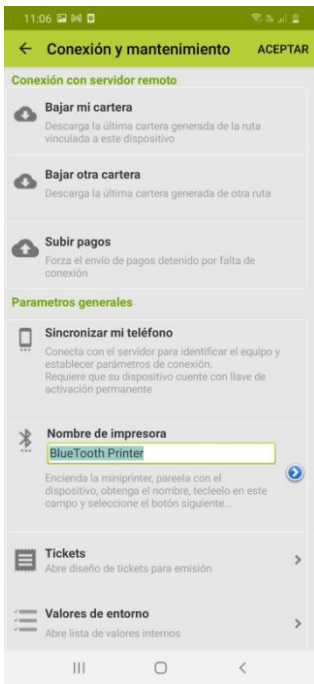 11:06
Conexión y mantenimiento ACEPTAR
Conexión con servidor remoto
Bajar mi cartera
Descarga la última cartera generada de la ruta
vinculada a este dispositivo
Bajar otra cartera
Descarga la última cartera generada de otra ruta
Subir pagos
Forza el envío de pagos detenido por falta de
conexión
Parametros generales
Sincronizar mi teléfono
Conecta con el servidor para identificar el equipo y
establecer parámetros de conexión.
Requiere que su dispositivo cuente con llave de
activación permanente
Nombre de impresora
BlueTooth Printer
Encienda la miniprinter, pareela con el
dispositivo, obtenga el nombre, tecleelo en este
campo y seleccione el botón siguiente...
Tickets
Abre diseño de tickets para emisión
Valores de entorno
Abre lista de valores internos